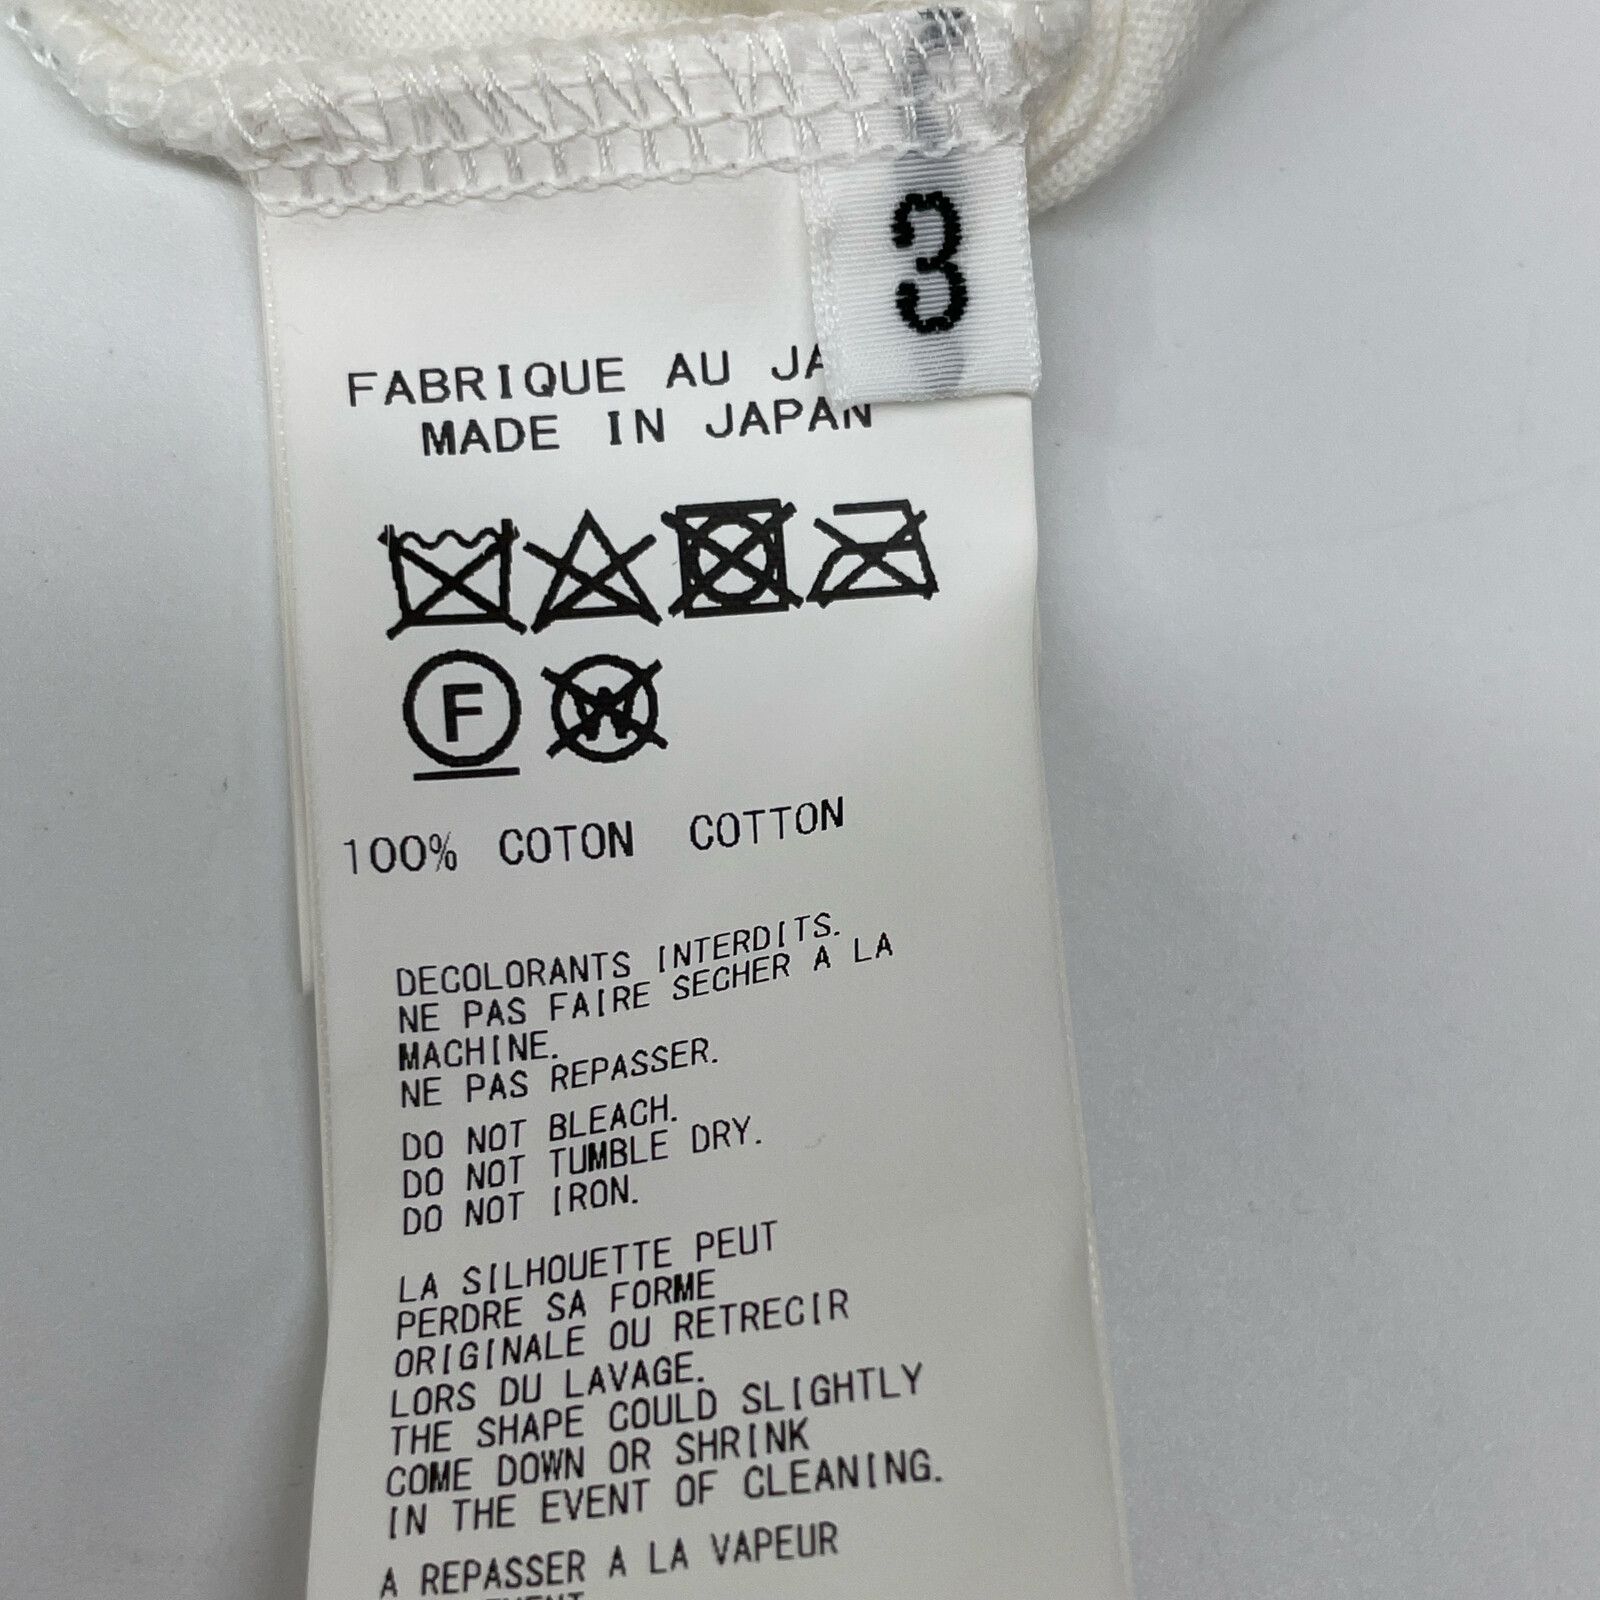 3
FABRIQUE AU
MADE IN JAPAN
F
W
100% COTON COTTON
DECOLORANTS INTERDITS.
NE PAS FAIRE SECHER A LA
MACHINE.
NE PAS REPASSER.
DO NOT BLEACH.
DO NOT TUMBLE DRY.
DO NOT IRON.
LA SILHOUETTE PEUT
PERDRE SA FORME
ORIGINALE OU RETRECIR
LORS DU LAVAGE.
THE SHAPE COULD SLIGHTLY
COME DOWN OR SHRINK
IN THE EVENT OF CLEANING.
A REPASSER A LA VAPEUR